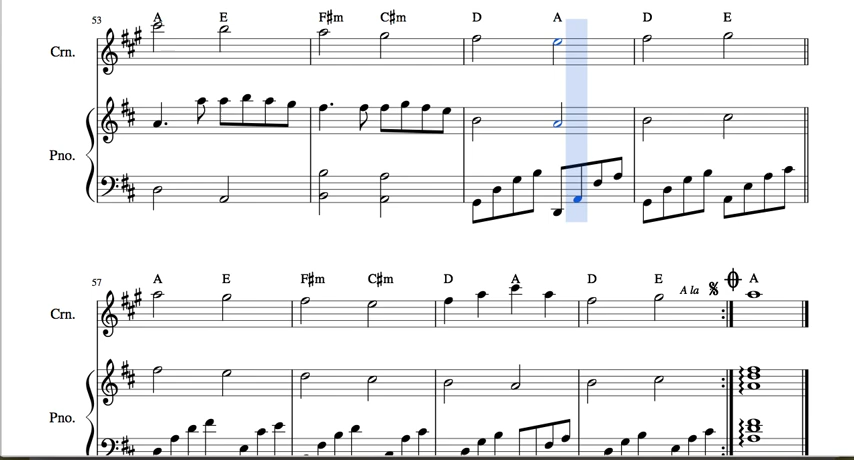 53
A E F♯m C♯m D A D E
Crn.
Pno.
57
A E F♯m C♯m D A D E A la 𝄋 𝄌 A
Crn.
Pno.